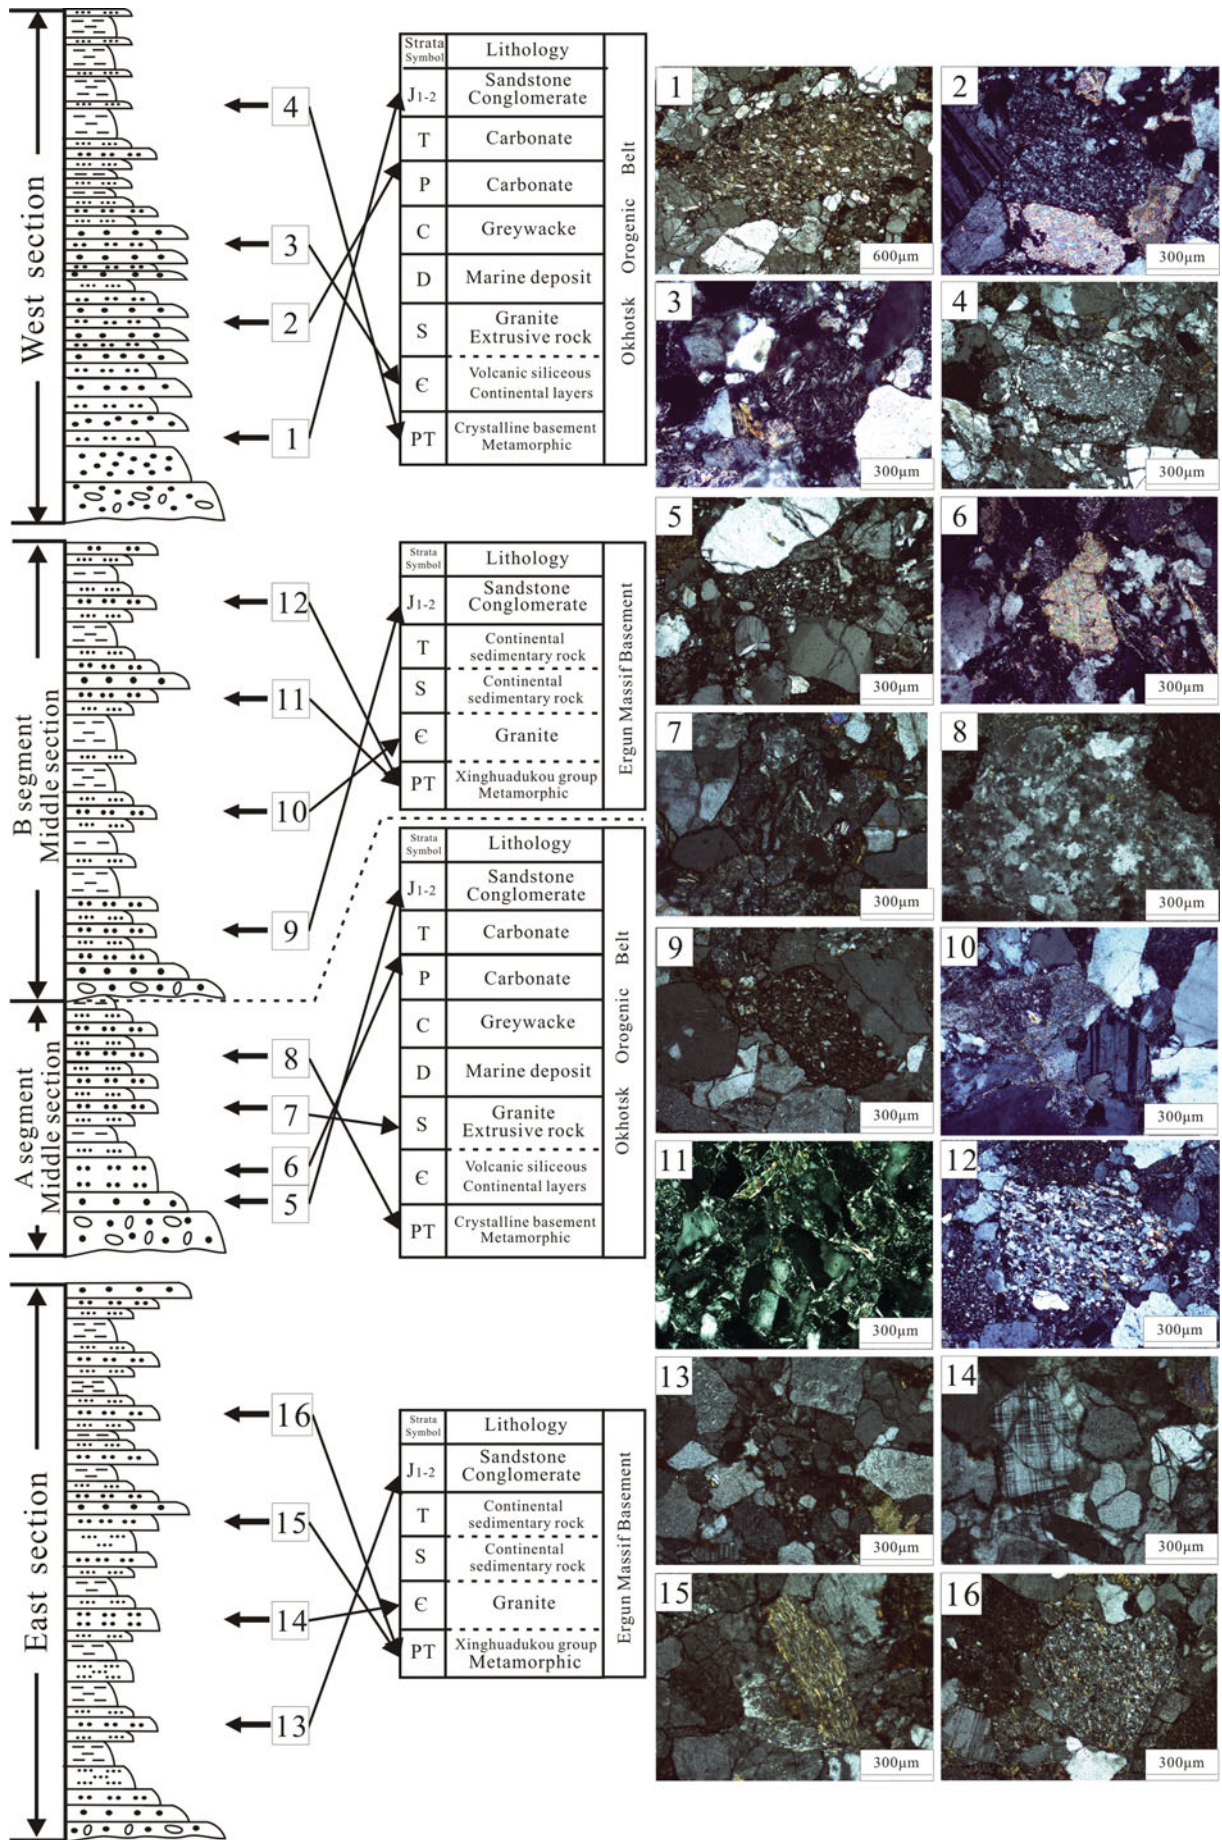 West section
4
3
2
1
Strata Symbol Lithology
J1-2 Sandstone Conglomerate
T Carbonate
P Carbonate
C Greywacke
D Marine deposit
S Granite Extrusive rock
Є Volcanic siliceous Continental layers
PT Crystalline basement Metamorphic
Okhotsk Orogenic Belt
B segment
Middle section
12
11
10
9
Strata Symbol Lithology
J1-2 Sandstone Conglomerate
T Continental sedimentary rock
S Continental sedimentary rock
Є Granite
PT Xinghuadukou group Metamorphic
Ergun Massif Basement
A segment
Middle section
8
7
6
5
Strata Symbol Lithology
J1-2 Sandstone Conglomerate
T Carbonate
P Carbonate
C Greywacke
D Marine deposit
S Granite Extrusive rock
Є Volcanic siliceous Continental layers
PT Crystalline basement Metamorphic
Okhotsk Orogenic Belt
East section
16
15
14
13
Strata Symbol Lithology
J1-2 Sandstone Conglomerate
T Continental sedimentary rock
S Continental sedimentary rock
Є Granite
PT Xinghuadukou group Metamorphic
Ergun Massif Basement
1 600μm
2 300μm
3 300μm
4 300μm
5 300μm
6 300μm
7 300μm
8 300μm
9 300μm
10 300μm
11 300μm
12 300μm
13 300μm
14 300μm
15 300μm
16 300μm